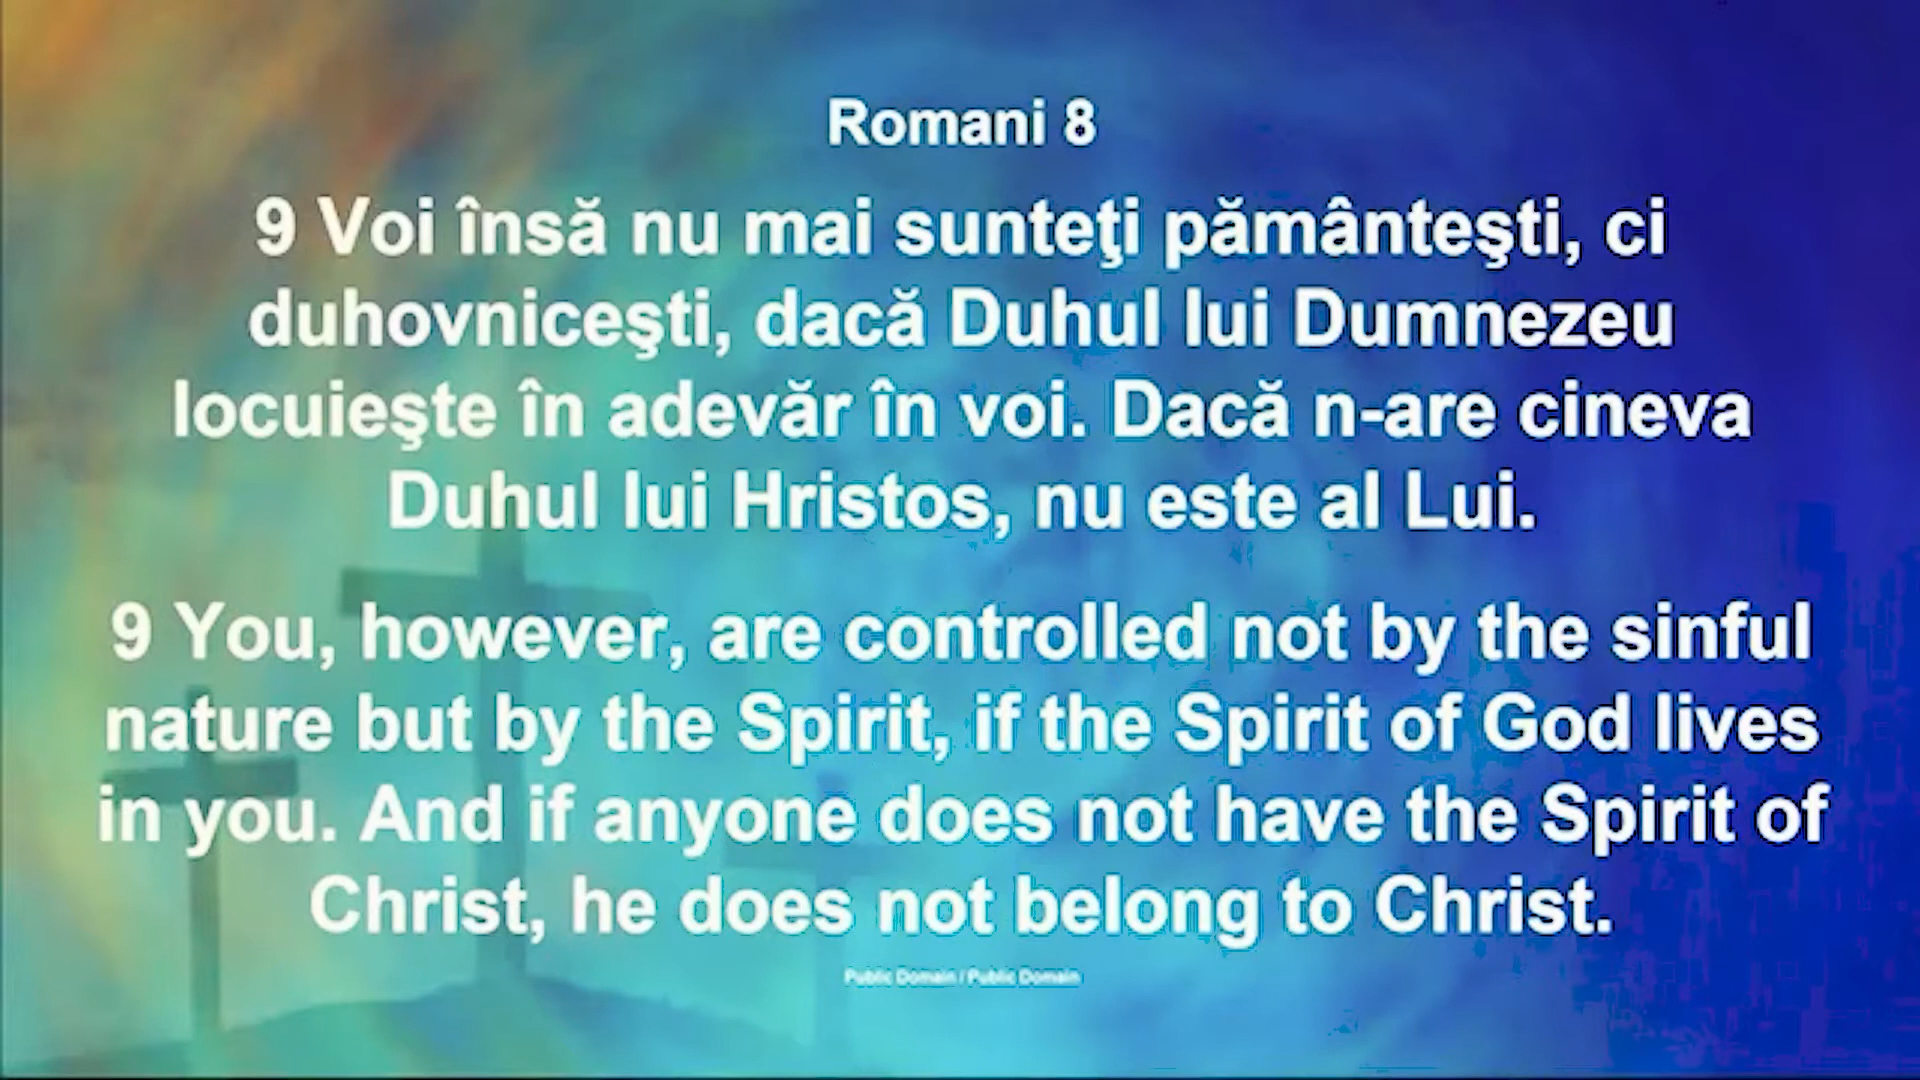 Romani 8
9 Voi însă nu mai sunteţi pământeşti, ci
duhovniceşti, dacă Duhul lui Dumnezeu
locuieşte în adevăr în voi. Dacă n-are cineva
Duhul lui Hristos, nu este al Lui.
9 You, however, are controlled not by the sinful
nature but by the Spirit, if the Spirit of God lives
in you. And if anyone does not have the Spirit of
Christ, he does not belong to Christ.
Public Domain / Public Domain